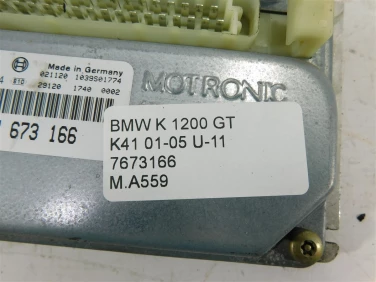 Made in Germany
021120 1039S01774
29120 1740 0002
673 166
MOTRONIC
BMW K 1200 GT
K41 01-05 U-11
7673166
M.A559